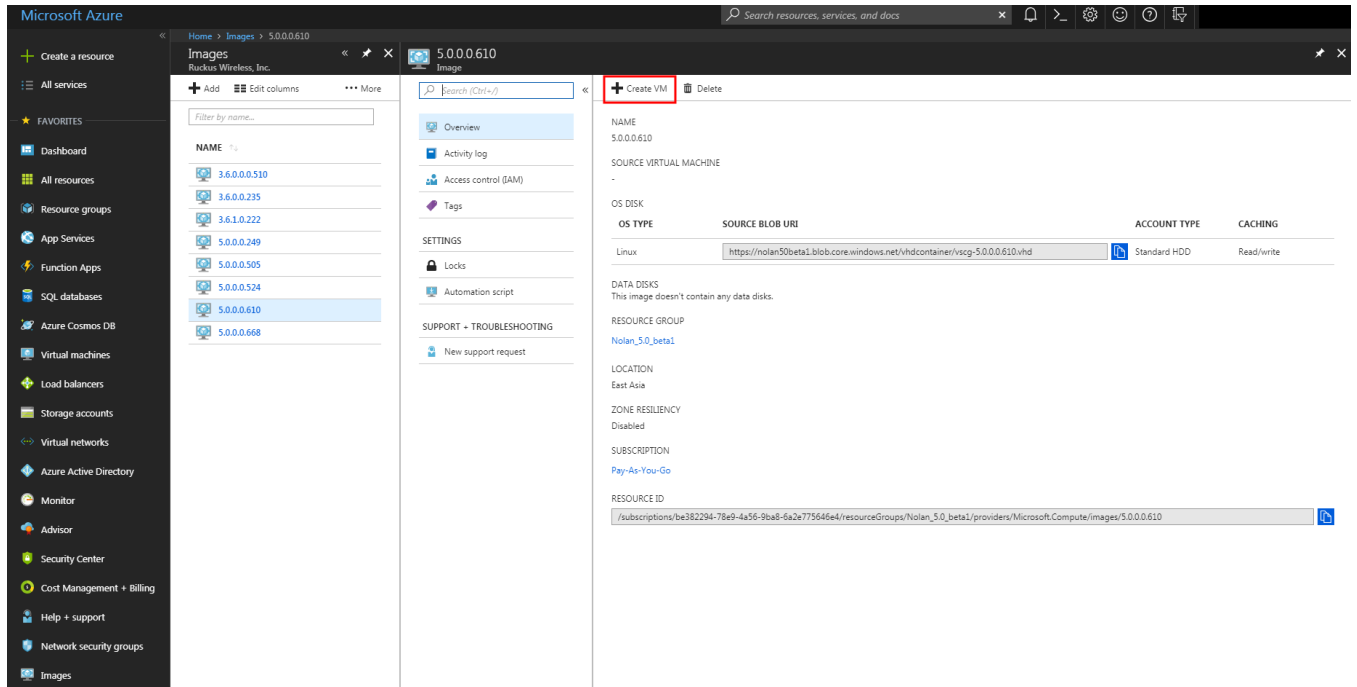 Microsoft Azure
Search resources, services, and docs
Create a resource
All services
FAVORITES
Dashboard
All resources
Resource groups
App Services
Function Apps
SQL databases
Azure Cosmos DB
Virtual machines
Load balancers
Storage accounts
Virtual networks
Azure Active Directory
Monitor
Advisor
Security Center
Cost Management + Billing
Help + support
Network security groups
Images
Home > Images > 5.0.0.0.610
Images
Ruckus Wireless, Inc.
Add Edit columns More
Filter by name...
NAME
3.6.0.0.0.510
3.6.0.0.235
3.6.1.0.222
5.0.0.0.249
5.0.0.0.505
5.0.0.0.524
5.0.0.0.610
5.0.0.0.668
5.0.0.0.610
Image
Search (Ctrl+/)
Overview
Activity log
Access control (IAM)
Tags
SETTINGS
Locks
Automation script
SUPPORT + TROUBLESHOOTING
New support request
Create VM Delete
NAME
5.0.0.0.610
SOURCE VIRTUAL MACHINE
-
OS DISK
OS TYPE SOURCE BLOB URI ACCOUNT TYPE CACHING
Linux https://nolan50beta1.blob.core.windows.net/vhdcontainer/vscg-5.0.0.0.610.vhd Standard HDD Read/write
DATA DISKS
This image doesn't contain any data disks.
RESOURCE GROUP
Nolan_5.0_beta1
LOCATION
East Asia
ZONE RESILIENCY
Disabled
SUBSCRIPTION
Pay-As-You-Go
RESOURCE ID
/subscriptions/be382294-78e9-4a56-9ba8-6a2e775646e4/resourceGroups/Nolan_5.0_beta1/providers/Microsoft.Compute/images/5.0.0.0.610